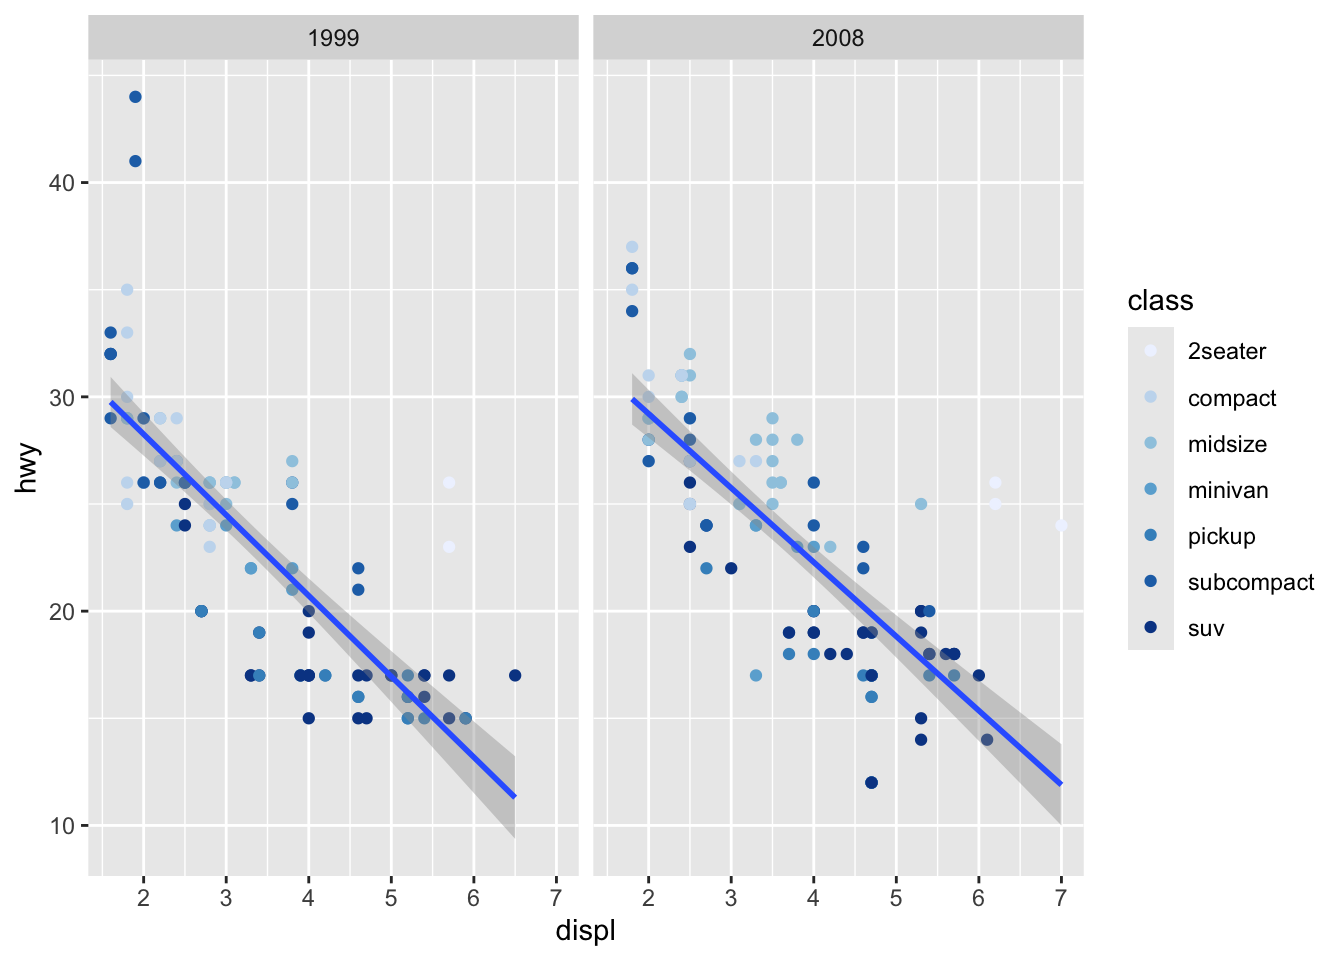 1999
2008
hwy
40
30
20
10
2 3 4 5 6 7
2 3 4 5 6 7
displ
class
2seater
compact
midsize
minivan
pickup
subcompact
suv